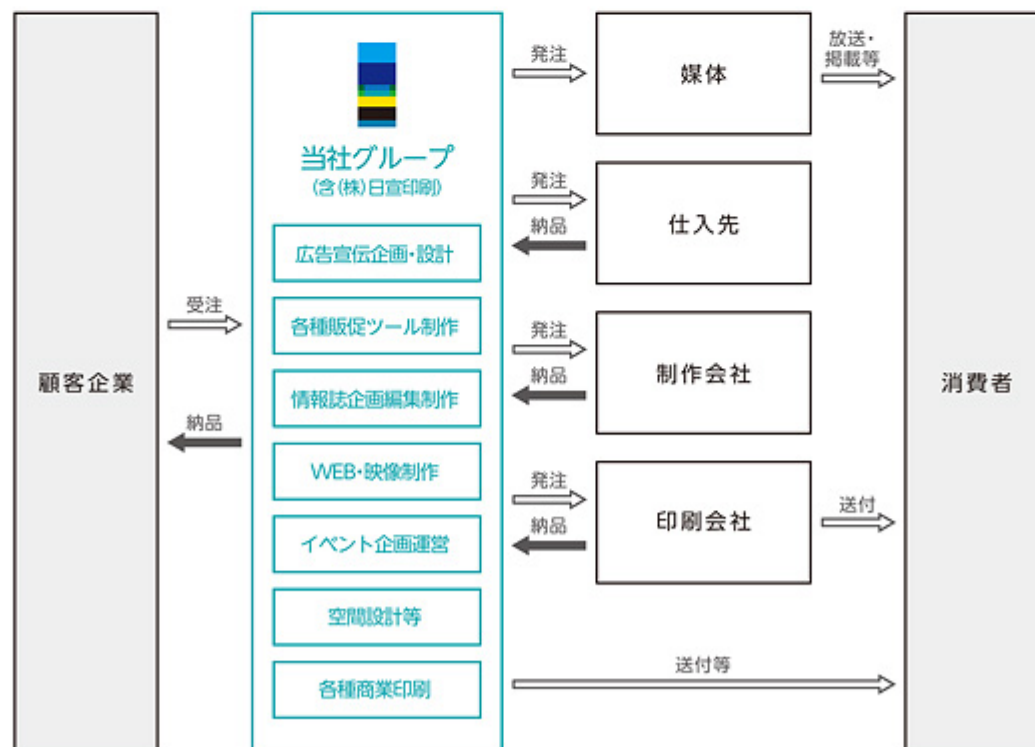 顧客企業
受注
納品
当社グループ
(含(株)日宣印刷)
広告宣伝企画・設計
各種販促ツール制作
情報誌企画編集制作
WEB・映像制作
イベント企画運営
空間設計等
各種商業印刷
発注
媒体
放送・
掲載等
発注
納品
仕入先
発注
納品
制作会社
発注
納品
印刷会社
送付
送付等
消費者